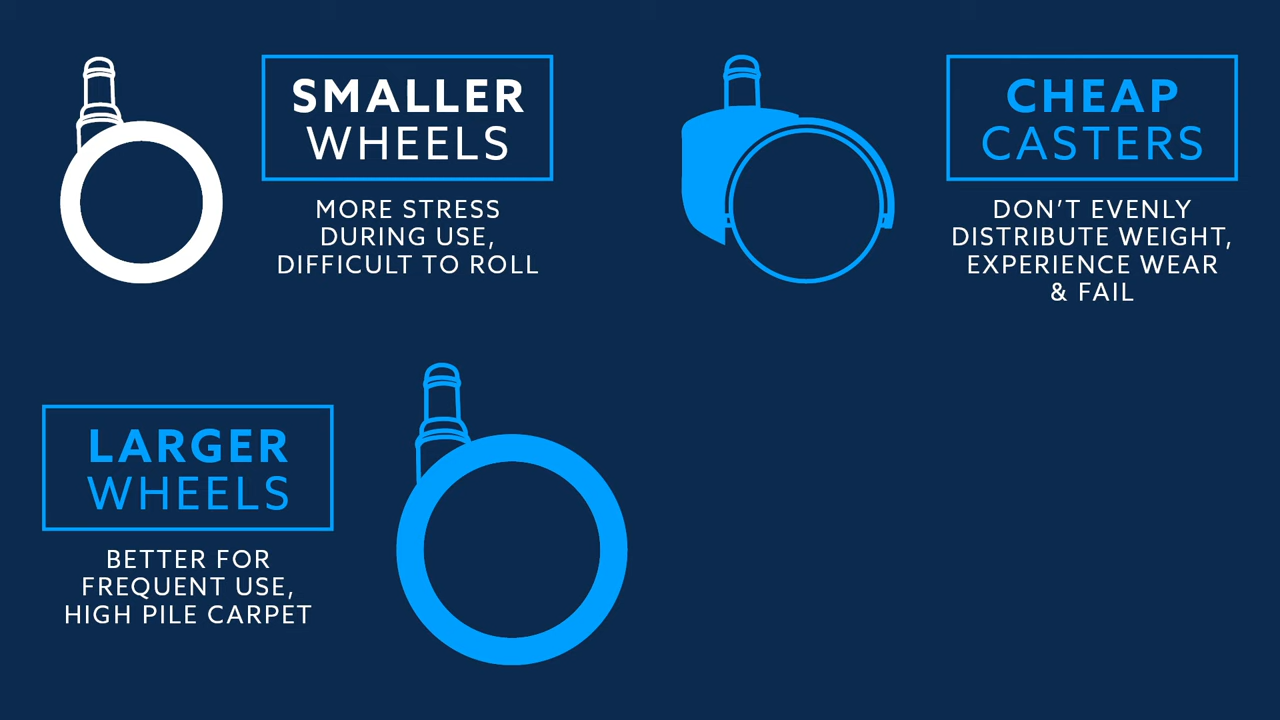 SMALLER
WHEELS
MORE STRESS
DURING USE,
DIFFICULT TO ROLL
CHEAP
CASTERS
DON'T EVENLY
DISTRIBUTE WEIGHT,
EXPERIENCE WEAR
& FAIL
LARGER
WHEELS
BETTER FOR
FREQUENT USE,
HIGH PILE CARPET